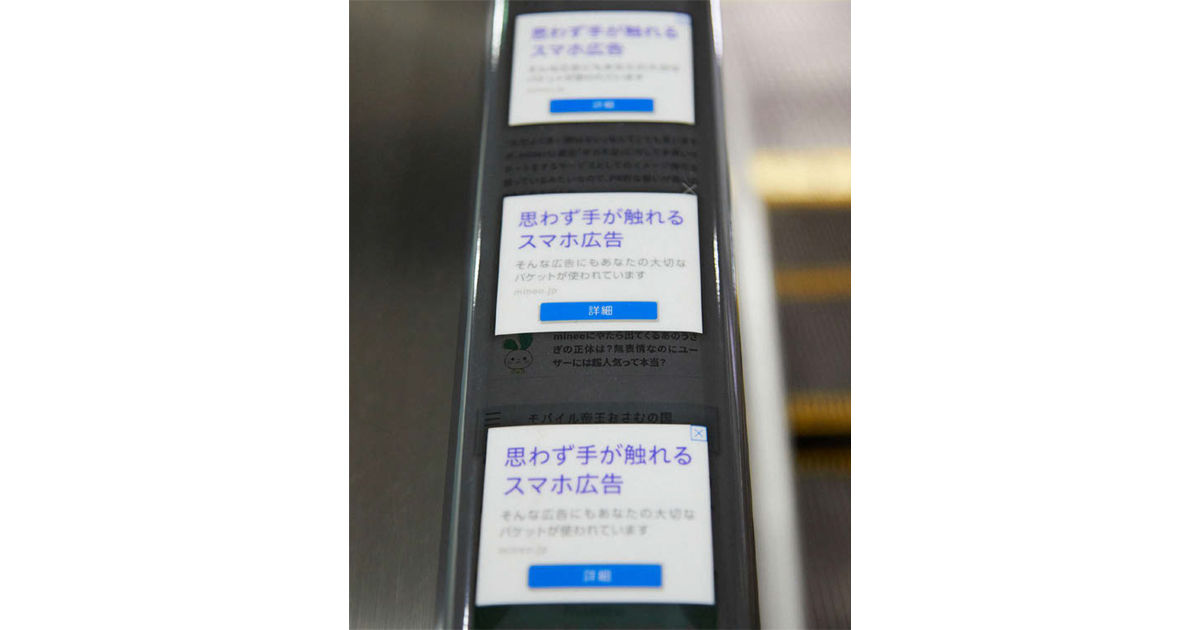 思わず手が触れる
スマホ広告
詳細
思わず手が触れる
スマホ広告
そんな広告にもあなたの大切な
パケットが使われています
mineo.jp
詳細
mineoにやたら出てくるあのうさ
ぎの正体は?無表情なのにユー
ザーには超人気って本当?
モバイル帝王おさむの国
思わず手が触れる
スマホ広告
そんな広告にもあなたの大切な
パケットが使われています
mineo.jp
詳細